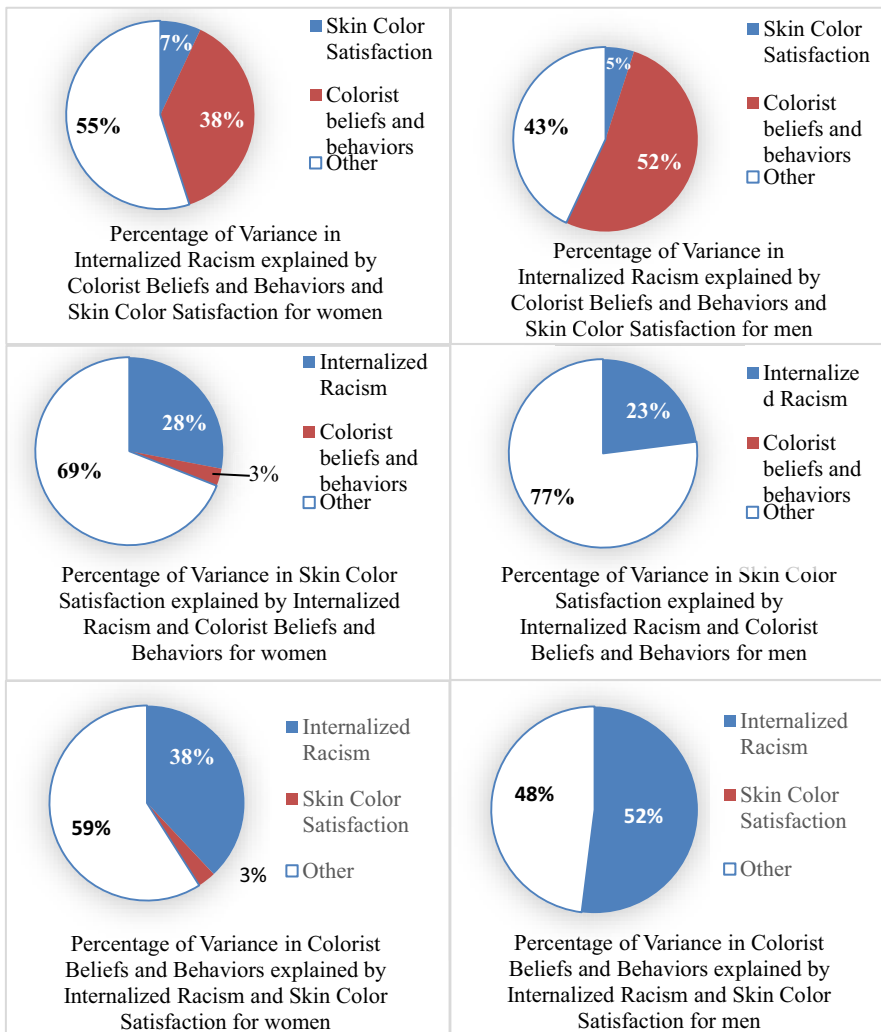 7%
38%
55%
Skin Color
Satisfaction
Colorist
beliefs and
behaviors
Other
Percentage of Variance in
Internalized Racism explained by
Colorist Beliefs and Behaviors and
Skin Color Satisfaction for women
5%
52%
43%
Skin Color
Satisfaction
Colorist
beliefs and
behaviors
Other
Percentage of Variance in
Internalized Racism explained by
Colorist Beliefs and Behaviors and
Skin Color Satisfaction for men
28%
3%
69%
Internalized
Racism
Colorist
beliefs and
behaviors
Other
Percentage of Variance in Skin Color
Satisfaction explained by Internalized
Racism and Colorist Beliefs and
Behaviors for women
23%
77%
Internalize
d Racism
Colorist
beliefs and
behaviors
Other
Percentage of Variance in Skin Color
Satisfaction explained by
Internalized Racism and Colorist
Beliefs and Behaviors for men
38%
3%
59%
Internalized
Racism
Skin Color
Satisfaction
Other
Percentage of Variance in Colorist
Beliefs and Behaviors explained by
Internalized Racism and Skin Color
Satisfaction for women
52%
48%
Internalized
Racism
Skin Color
Satisfaction
Other
Percentage of Variance in Colorist
Beliefs and Behaviors explained by
Internalized Racism and Skin Color
Satisfaction for men